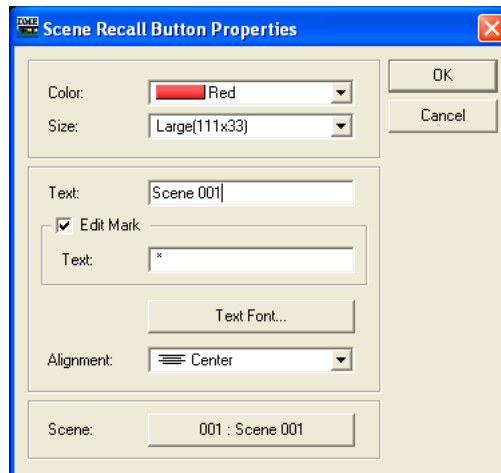 DME
Scene Recall Button Properties
Color:
Red
OK
Size:
Large(111x33)
Cancel
Text:
Scene 001
Edit Mark
Text:
*
Text Font...
Alignment:
Center
Scene:
001 : Scene 001